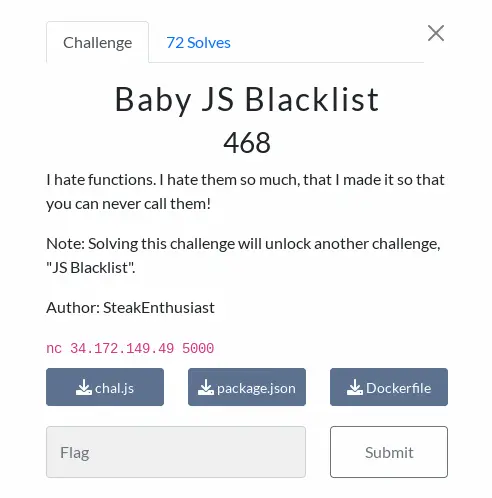 Challenge
72 Solves
Baby JS Blacklist
468
I hate functions. I hate them so much, that I made it so that
you can never call them!
Note: Solving this challenge will unlock another challenge,
"JS Blacklist".
Author: SteakEnthusiast
nc 34.172.149.49 5000
chal.js
package.json
Dockerfile
Flag
Submit